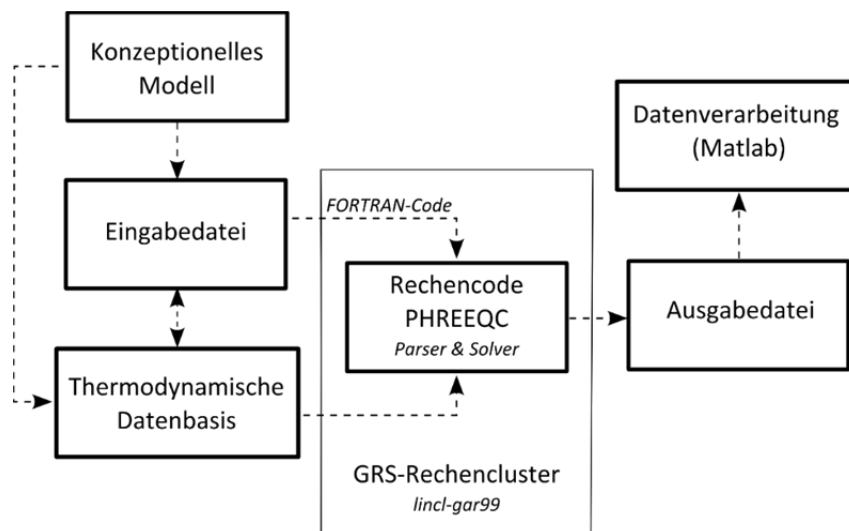 Konzeptionelles
Modell
Eingabedatei
Thermodynamische
Datenbasis
FORTRAN-Code
Rechencode
PHREEQC
Parser & Solver
GRS-Rechencluster
lincl-gar99
Datenverarbeitung
(Matlab)
Ausgabedatei